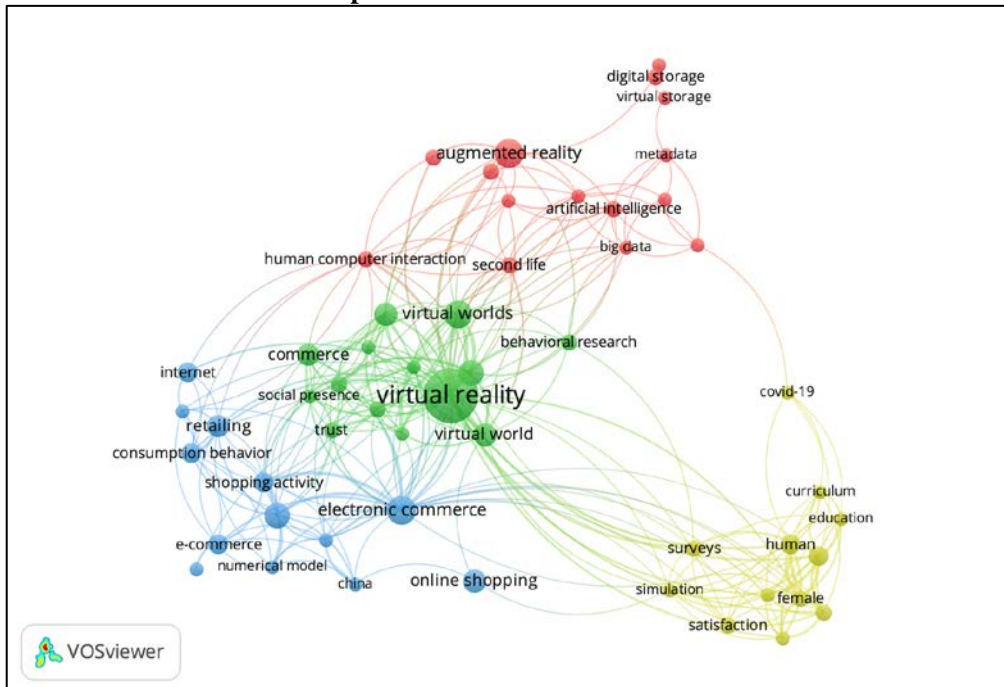 digital storage
virtual storage
augmented reality
metadata
artificial intelligence
big data
human computer interaction
second life
virtual worlds
behavioral research
commerce
internet
virtual reality
covid-19
social presence
retailing
trust
virtual world
consumption behavior
shopping activity
curriculum
electronic commerce
education
e-commerce
surveys
human
numerical model
china
online shopping
simulation
female
satisfaction
VOSviewer